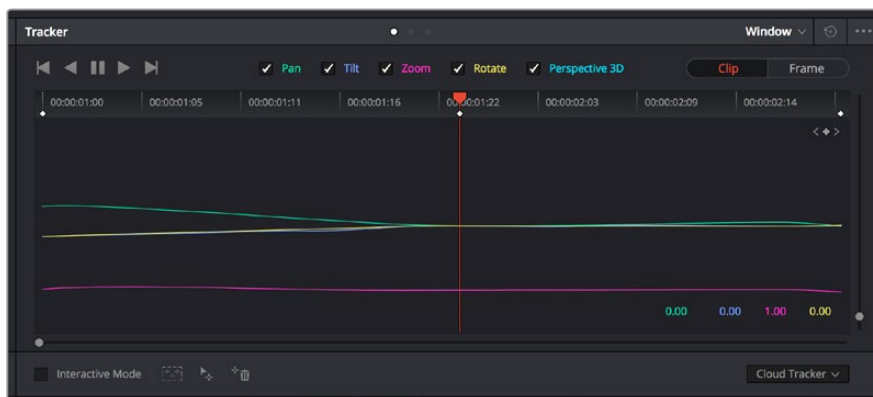 Tracker Window
Pan Tilt Zoom Rotate Perspective 3D Clip Frame
00:00:01:00 00:00:01:05 00:00:01:11 00:00:01:16 00:00:01:22 00:00:02:03 00:00:02:09 00:00:02:14
0.00 0.00 1.00 0.00
Interactive Mode Cloud Tracker